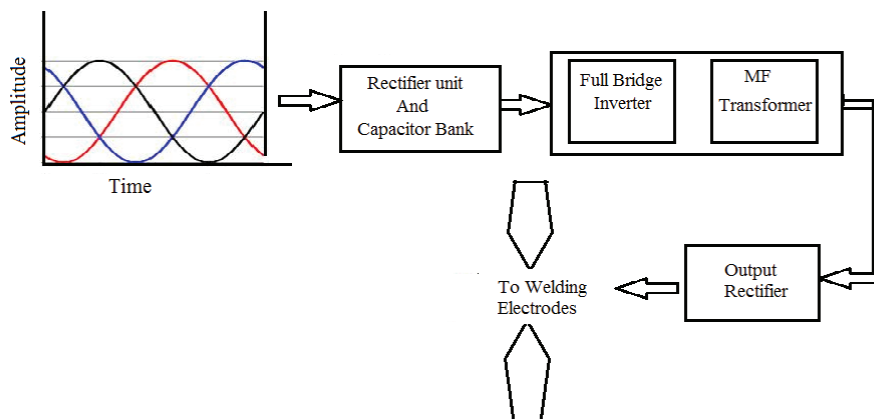 Amplitude
Time
Rectifier unit
And
Capacitor Bank
Full Bridge
Inverter
MF
Transformer
Output
Rectifier
To Welding
Electrodes